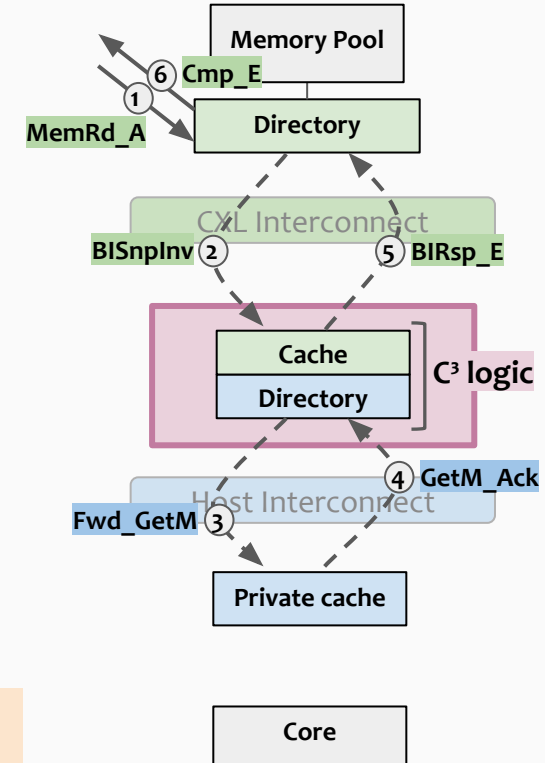 Memory Pool
6 Cmp_E
1
MemRd_A
Directory
CXL Interconnect
BISnpInv 2
5 BIRsp_E
Cache
Directory
C³ logic
4 GetM_Ack
Host Interconnect
Fwd_GetM 3
Private cache
Core